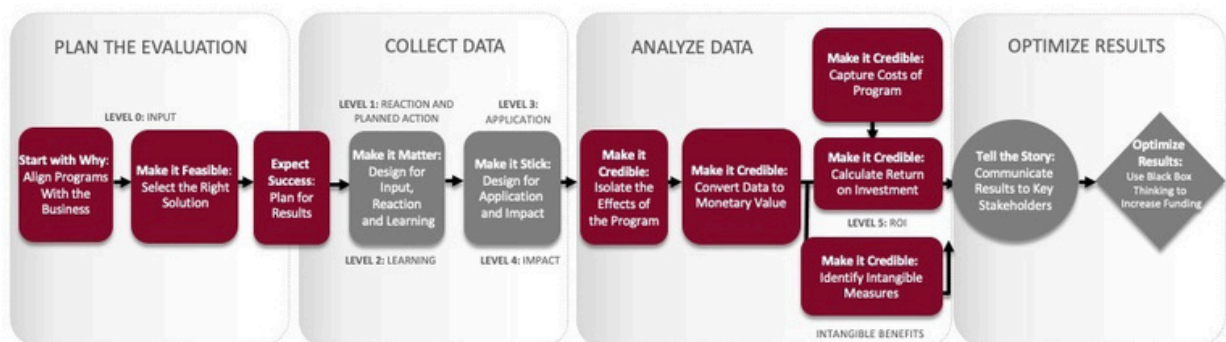 PLAN THE EVALUATION
COLLECT DATA
ANALYZE DATA
OPTIMIZE RESULTS
LEVEL 0: INPUT
Start with Why:
Align Programs
With the
Business
Make it Feasible:
Select the Right
Solution
Expect
Success:
Plan for
Results
LEVEL 1: REACTION AND
PLANNED ACTION
Make it Matter:
Design for
Input,
Reaction
and Learning
LEVEL 2: LEARNING
LEVEL 3:
APPLICATION
Make it Stick:
Design for
Application
and Impact
LEVEL 4: IMPACT
Make it
Credible:
Isolate the
Effects of
the Program
Make it Credible:
Convert Data to
Monetary Value
Make it Credible:
Capture Costs of
Program
Make it Credible:
Calculate Return
on Investment
LEVEL 5: ROI
Make it Credible:
Identify Intangible
Measures
INTANGIBLE BENEFITS
Tell the Story:
Communicate
Results to Key
Stakeholders
Optimize
Results:
Use Black Box
Thinking to
Increase Funding